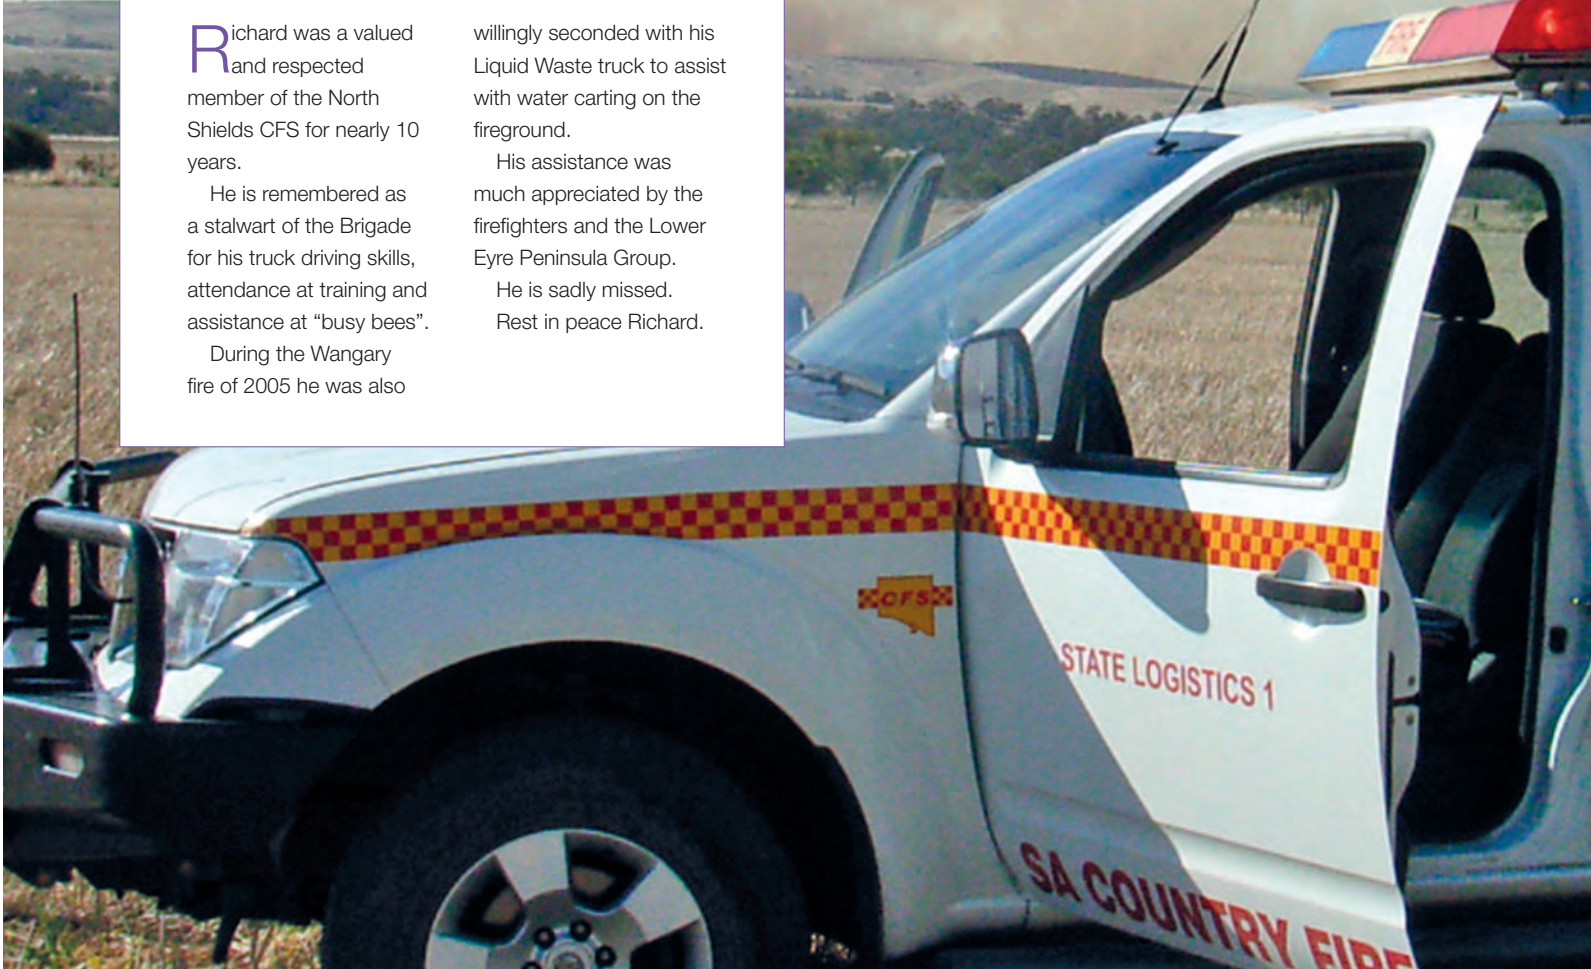 Richard was a valued
and respected
member of the North
Shields CFS for nearly 10
years.
He is remembered as
a stalwart of the Brigade
for his truck driving skills,
attendance at training and
assistance at “busy bees”.
During the Wangary
fire of 2005 he was also
willingly seconded with his
Liquid Waste truck to assist
with water carting on the
fireground.
His assistance was
much appreciated by the
firefighters and the Lower
Eyre Peninsula Group.
He is sadly missed.
Rest in peace Richard.
CFS
STATE LOGISTICS 1
SA COUNTRY FIRE